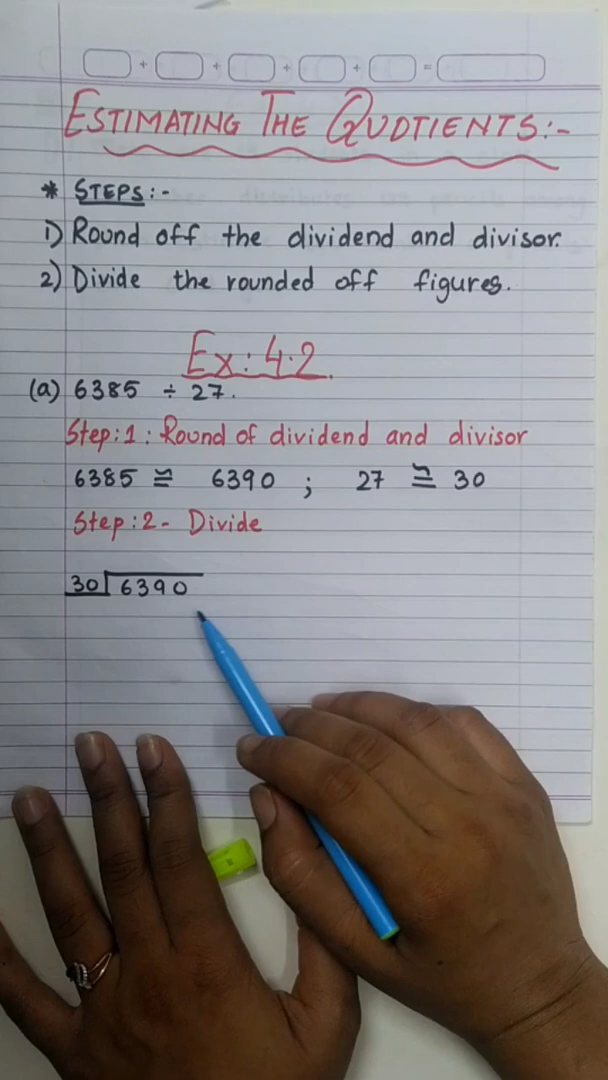 + + + + =
ESTIMATING THE QUOTIENTS:-
* STEPS:-
1) Round off the dividend and divisor.
2) Divide the rounded off figures.
Ex: 4.2.
(a) 6385 ÷ 27.
Step:1: Round of dividend and divisor
6385 ≌ 6390 ; 27 ≌ 30
Step:2- Divide
30 6390